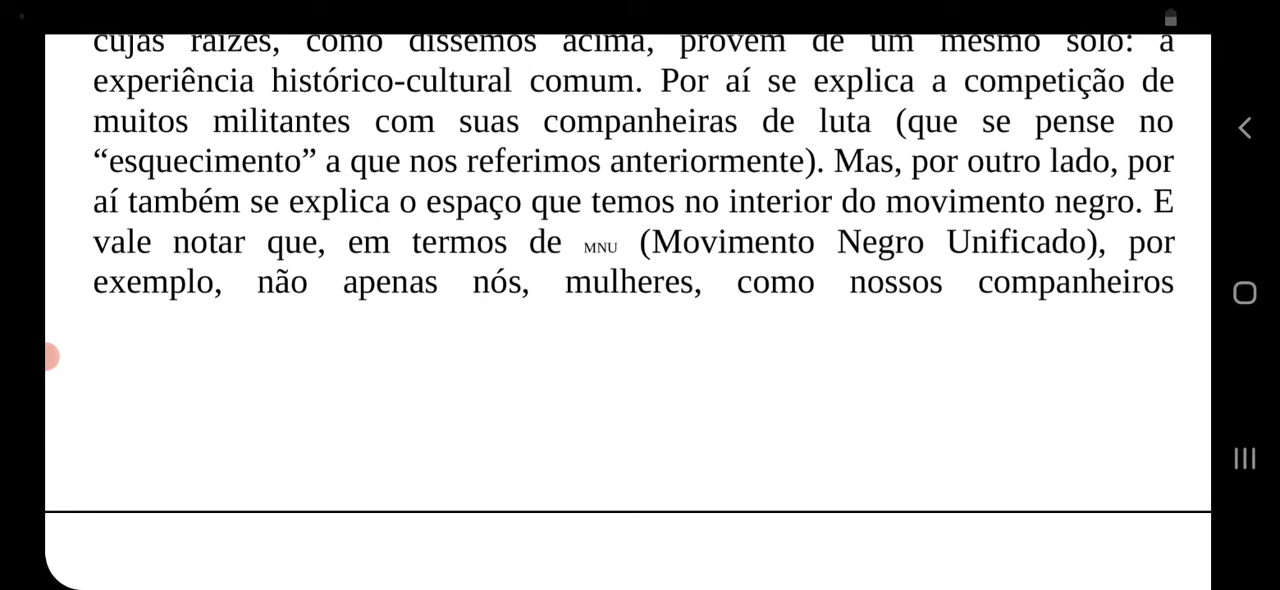 cujas raízes, como dissemos acima, provêm de um mesmo solo: a
experiência histórico-cultural comum. Por aí se explica a competição de
muitos militantes com suas companheiras de luta (que se pense no
“esquecimento” a que nos referimos anteriormente). Mas, por outro lado, por
aí também se explica o espaço que temos no interior do movimento negro. E
vale notar que, em termos de MNU (Movimento Negro Unificado), por
exemplo, não apenas nós, mulheres, como nossos companheiros